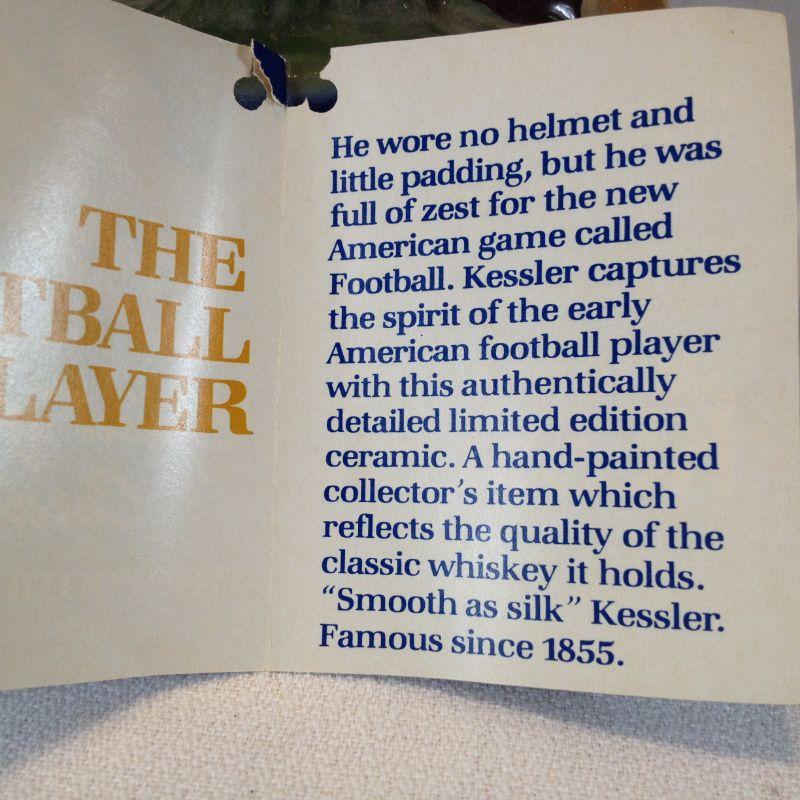 THE
TBALL
LAYER
He wore no helmet and
little padding, but he was
full of zest for the new
American game called
Football. Kessler captures
the spirit of the early
American football player
with this authentically
detailed limited edition
ceramic. A hand-painted
collector's item which
reflects the quality of the
classic whiskey it holds.
“Smooth as silk” Kessler.
Famous since 1855.